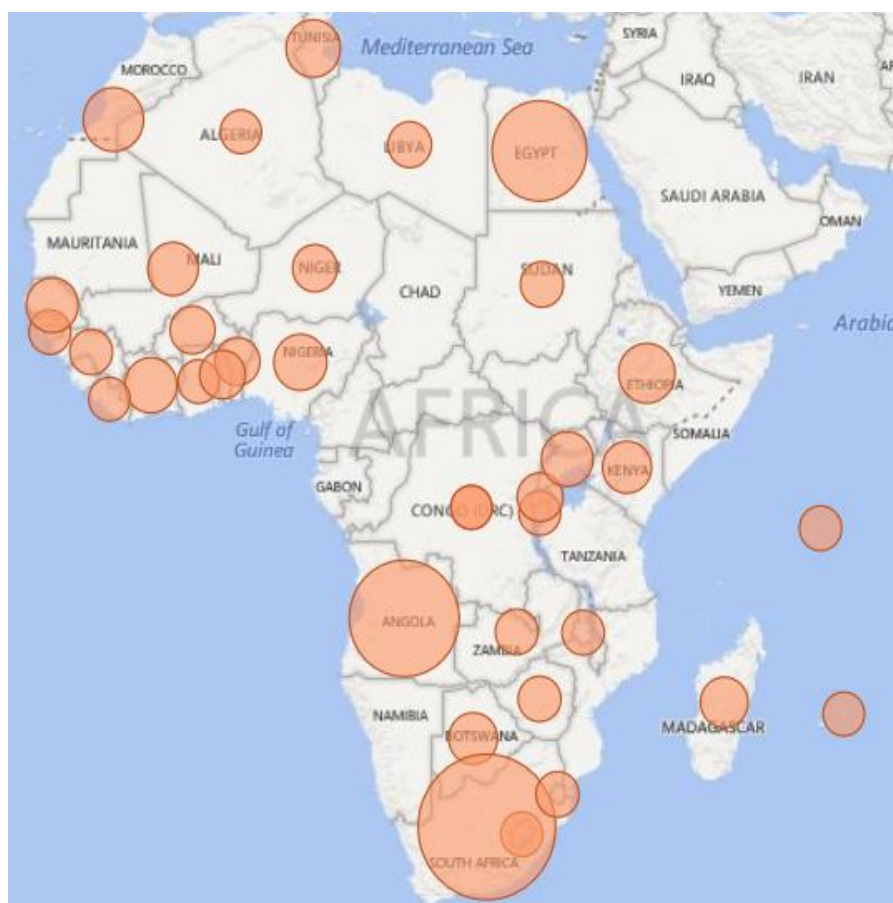 TUNISIA
Mediterranean Sea
SYRIA
MOROCCO
IRAQ
IRAN
ALGERIA
LIBYA
EGYPT
SAUDI ARABIA
OMAN
MAURITANIA
MALI
NIGER
CHAD
SUDAN
YEMEN
Arabia
NIGERIA
ETHIOPIA
AFRICA
Gulf of
Guinea
SOMALIA
KENYA
GABON
CONGO (DRC)
TANZANIA
ANGOLA
ZAMBIA
NAMIBIA
BOTSWANA
MADAGASCAR
SOUTH AFRICA